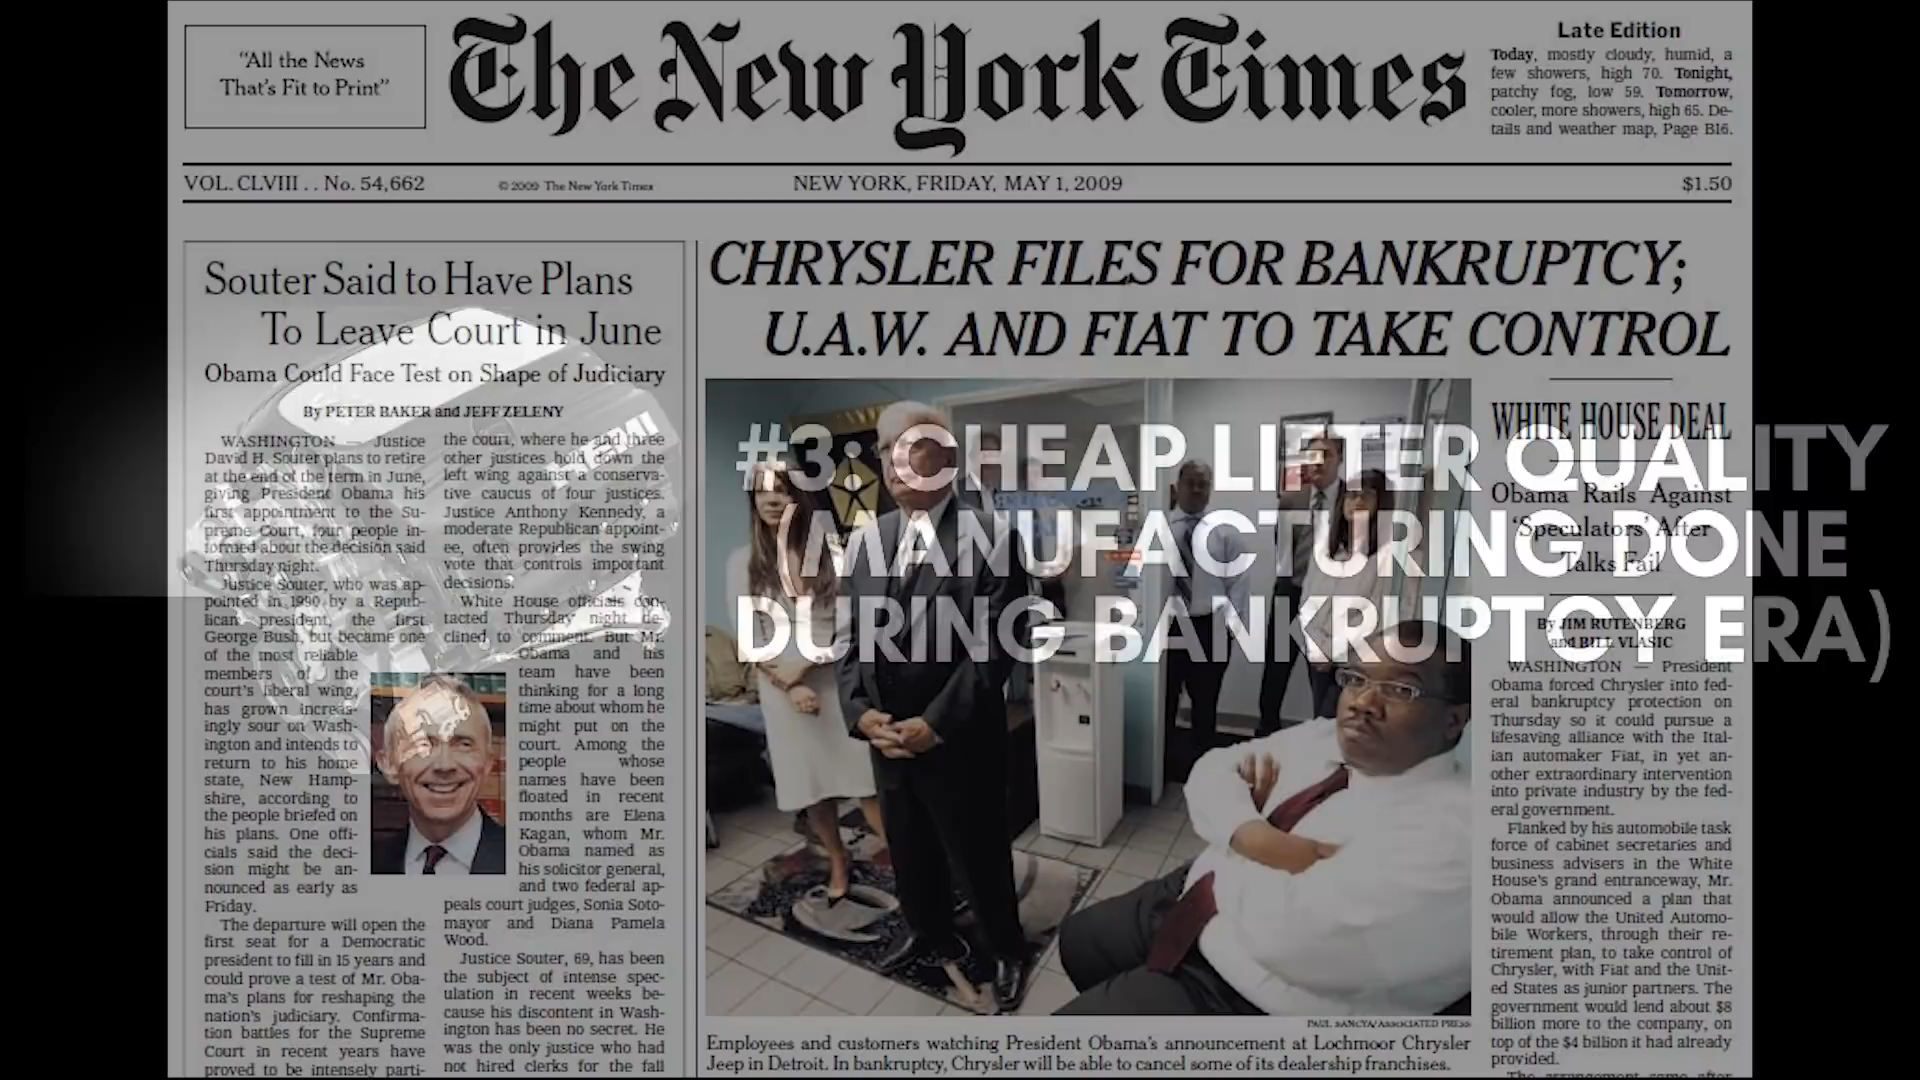 "All the News
That's Fit to Print"
The New York Times
Late Edition
Today, mostly cloudy, humid, a
few showers, high 70. Tonight,
patchy fog, low 59. Tomorrow,
cooler, more showers, high 65. De-
tails and weather map, Page B16.
VOL. CLVIII . . No. 54,662
© 2009 The New York Times
NEW YORK, FRIDAY, MAY 1, 2009
$1.50
Souter Said to Have Plans
To Leave Court in June
Obama Could Face Test on Shape of Judiciary
By PETER BAKER and JEFF ZELENY
WASHINGTON — Justice
David H. Souter plans to retire
at the end of the term in June,
giving President Obama his
first appointment to the Su-
preme Court, four people in-
formed about the decision said
Thursday night.
Justice Souter, who was ap-
pointed in 1990 by a Repub-
lican president, the first
George Bush, but became one
of the most reliable
members of the
court's liberal wing,
has grown increas-
ingly sour on Wash-
ington and intends to
return to his home
state, New Hamp-
shire, according to
the people briefed on
his plans. One offi-
cials said the deci-
sion might be an-
nounced as early as
Friday.
The departure will open the
first seat for a Democratic
president to fill in 15 years and
could prove a test of Mr. Oba-
ma's plans for reshaping the
nation's judiciary. Confirma-
tion battles for the Supreme
Court in recent years have
proved to be intensely parti-
the court, where he and three
other justices hold down the
left wing against a conserva-
tive caucus of four justices.
Justice Anthony Kennedy, a
moderate Republican appoint-
ee, often provides the swing
vote that controls important
decisions.
White House officials con-
tacted Thursday night de-
clined to comment. But Mr.
Obama and his
team have been
thinking for a long
time about whom he
might put on the
court. Among the
people whose
names have been
floated in recent
months are Elena
Kagan, whom Mr.
Obama named as
his solicitor general,
and two federal ap-
peals court judges, Sonia Soto-
mayor and Diana Pamela
Wood.
Justice Souter, 69, has been
the subject of intense spec-
ulation in recent weeks be-
cause his discontent in Wash-
ington has been no secret. He
was the only justice who had
not hired clerks for the fall
CHRYSLER FILES FOR BANKRUPTCY;
U.A.W. AND FIAT TO TAKE CONTROL
#3: CHEAP LIFTER QUALITY
(MANUFACTURING DONE
DURING BANKRUPTCY ERA)
PAUL SANCYA/ASSOCIATED PRESS
Employees and customers watching President Obama's announcement at Lochmoor Chrysler
Jeep in Detroit. In bankruptcy, Chrysler will be able to cancel some of its dealership franchises.
WHITE HOUSE DEAL
Obama Rails Against
'Speculators' After
Talks Fail
By JIM RUTENBERG
and BILL VLASIC
WASHINGTON — President
Obama forced Chrysler into fed-
eral bankruptcy protection on
Thursday so it could pursue a
lifesaving alliance with the Ital-
ian automaker Fiat, in yet an-
other extraordinary intervention
into private industry by the fed-
eral government.
Flanked by his automobile task
force of cabinet secretaries and
business advisers in the White
House's grand entranceway, Mr.
Obama announced a plan that
would allow the United Automo-
bile Workers, through their re-
tirement plan, to take control of
Chrysler, with Fiat and the Unit-
ed States as junior partners. The
government would lend about $8
billion more to the company, on
top of the $4 billion it had already
provided.